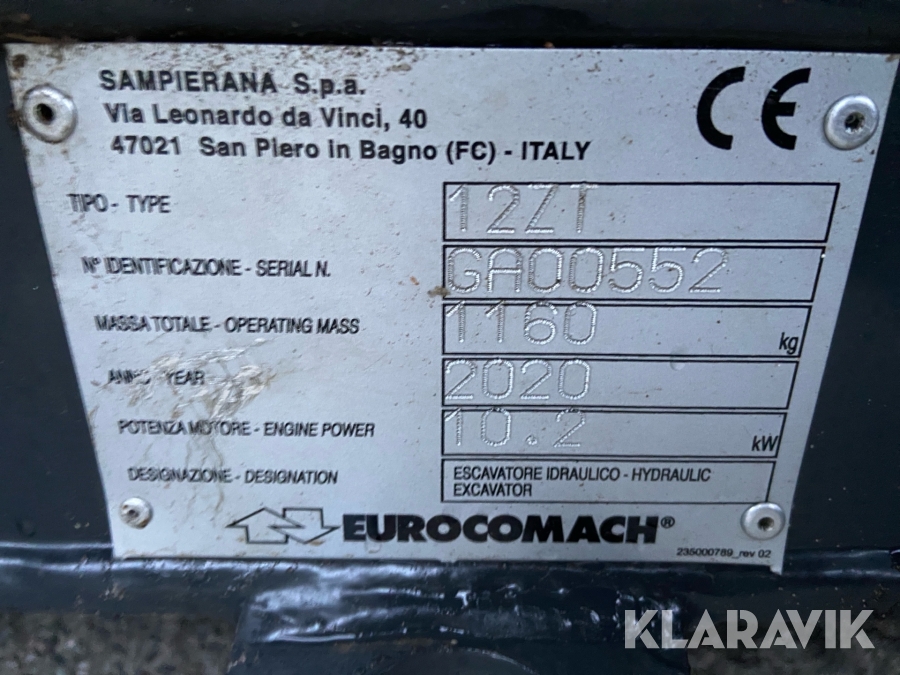 SAMPIERANA S.p.a.
Via Leonardo da Vinci, 40
47021 San Piero in Bagno (FC) - ITALY
CE
TIPO - TYPE 12ZT
N° IDENTIFICAZIONE - SERIAL N. GA00552
MASSA TOTALE - OPERATING MASS 1160 kg
ANNO - YEAR 2020
POTENZA MOTORE - ENGINE POWER 10.2 kW
DESIGNAZIONE - DESIGNATION ESCAVATORE IDRAULICO - HYDRAULIC
EXCAVATOR
EUROCOMACH®
235000789_rev 02
KLARAVIK